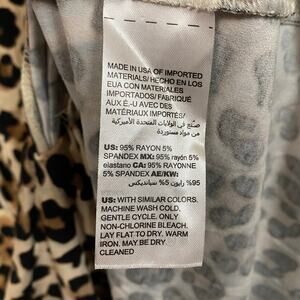 MADE IN USA OF IMPORTED
MATERIALS/ HECHO EN LOS
EUA CON MATERIALES
IMPORTADOS/ FABRIQUÉ
AUX É.-U AVEC DES
MATÉRIAUX IMPORTÉS/
صنع في الولايات المتحدة الأميركية
من مواد مستوردة
US: 95% RAYON 5%
SPANDEX MX: 95% rayón 5%
elastano CA: 95% RAYONNE
5% SPANDEX AE/KW:
95% رايون 5% سبانديكس
US: WITH SIMILAR COLORS.
MACHINE WASH COLD,
GENTLE CYCLE. ONLY
NON-CHLORINE BLEACH.
LAY FLAT TO DRY. WARM
IRON. MAY BE DRY
CLEANED